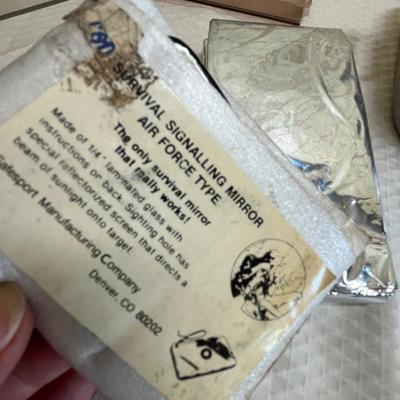 SURVIVAL SIGNALLING MIRROR
AIR FORCE TYPE
The only survival mirror
that really works!
Made of 1/4" laminated glass with
instructions on back. Sighting hole has
special reflectorized screen that directs a
beam of sunlight onto target.
Manufacturing Company
Denver, CO 80202